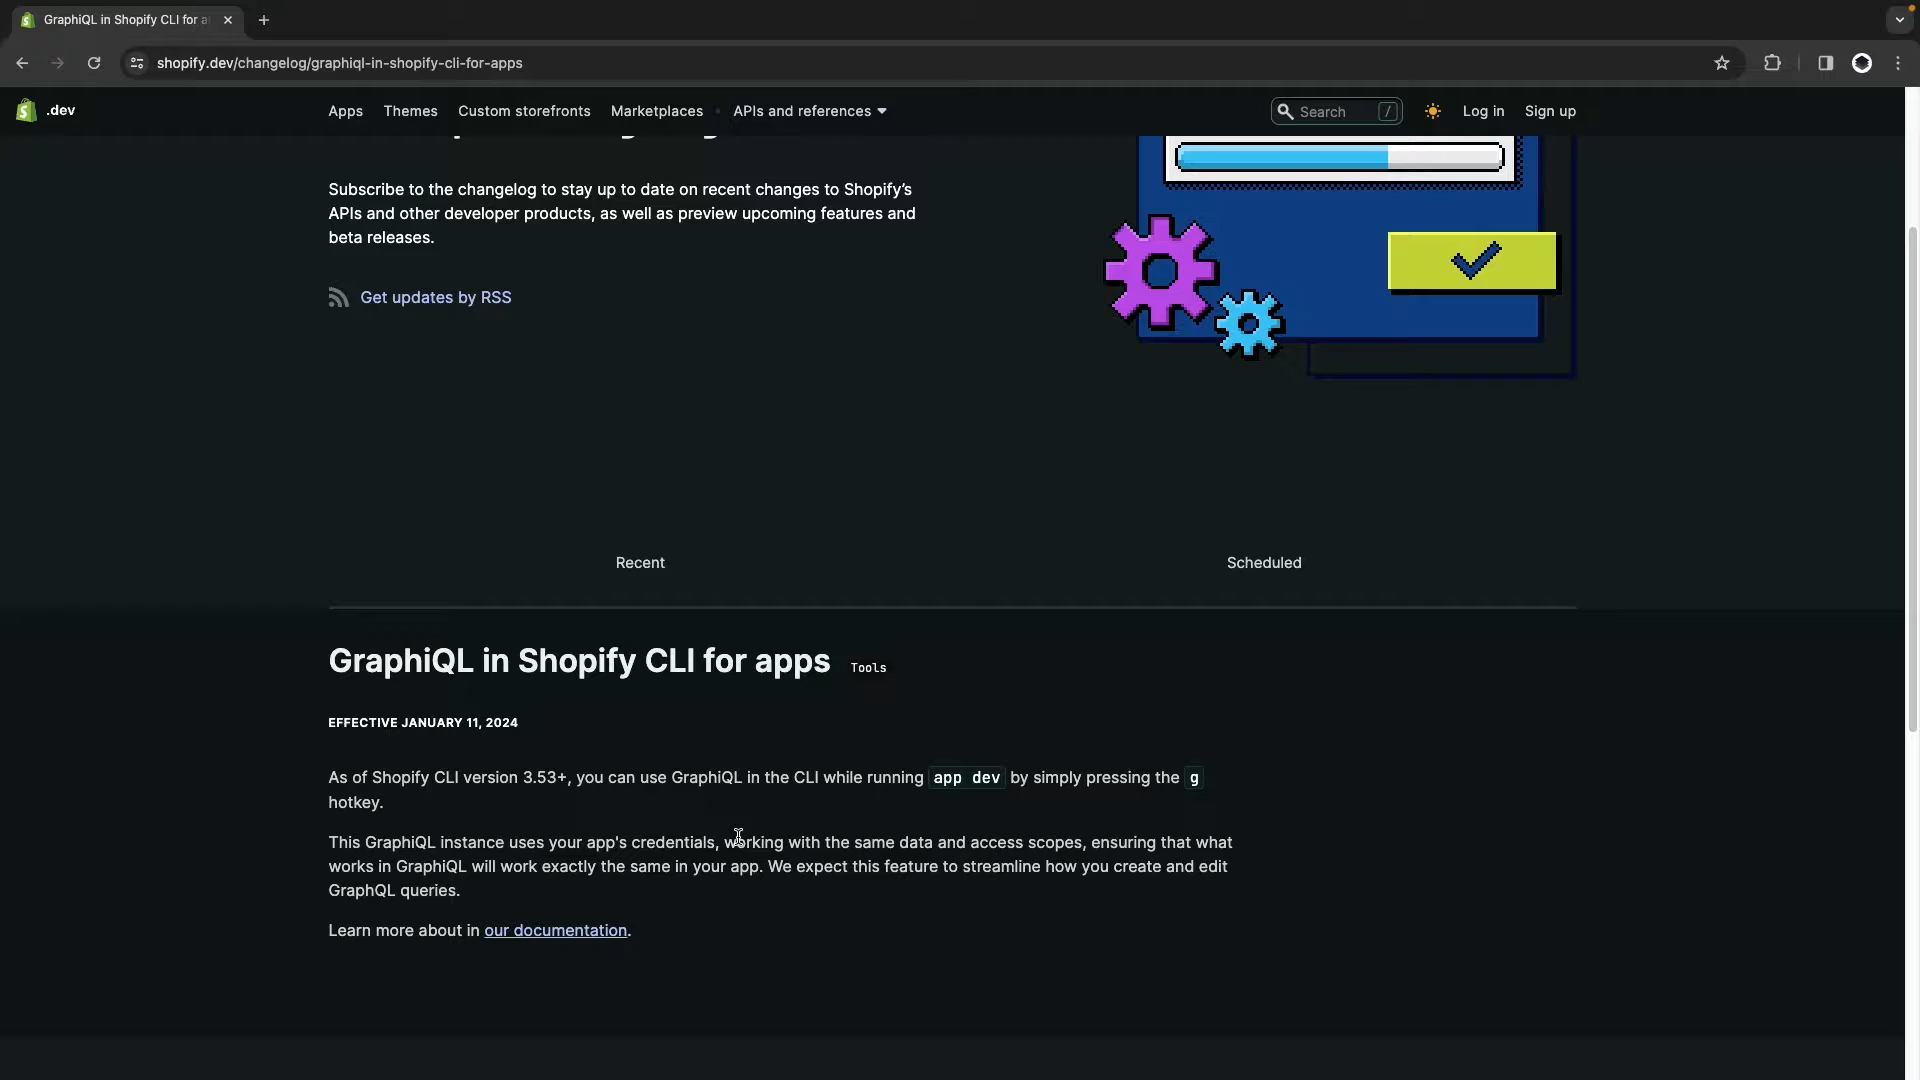 GraphiQL in Shopify CLI for a
shopify.dev/changelog/graphiql-in-shopify-cli-for-apps
.dev
Apps
Themes
Custom storefronts
Marketplaces
APIs and references
Search /
Log in
Sign up
Subscribe to the changelog to stay up to date on recent changes to Shopify’s
APIs and other developer products, as well as preview upcoming features and
beta releases.
Get updates by RSS
Recent
Scheduled
GraphiQL in Shopify CLI for apps Tools
EFFECTIVE JANUARY 11, 2024
As of Shopify CLI version 3.53+, you can use GraphiQL in the CLI while running app dev by simply pressing the g
hotkey.
This GraphiQL instance uses your app's credentials, working with the same data and access scopes, ensuring that what
works in GraphiQL will work exactly the same in your app. We expect this feature to streamline how you create and edit
GraphQL queries.
Learn more about in our documentation.